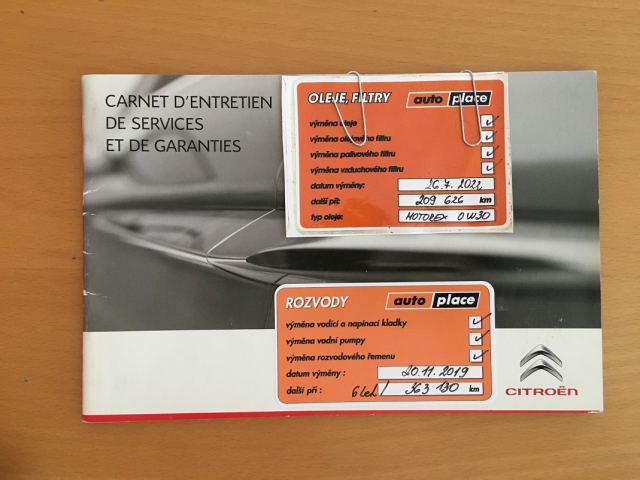 CARNET D'ENTRETIEN
DE SERVICES
ET DE GARANTIES
OLEJE, FILTRY auto place
výměna oleje
výměna olejového filtru
výměna palivového filtru
výměna vzduchového filtru
datum výměny: 26.7.2022
další při: 209 626 km
typ oleje: MOTOREX 0W30
ROZVODY auto place
výměna vodící a napínací kladky
výměna vodní pumpy
výměna rozvodového řemenu
datum výměny : 20.11.2019
další při : 6 let / 363 130 km
CITROËN